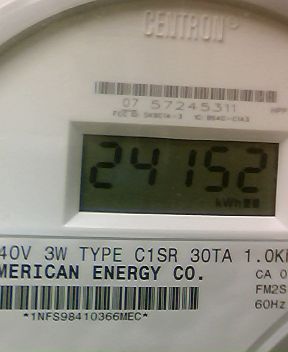 CENTRON®
07 57245311
24152
kWh
40V 3W TYPE C1SR 30TA 1.0K
MERICAN ENERGY CO.
CA 0
FM2S
60Hz
*1NFS98410366MEC*